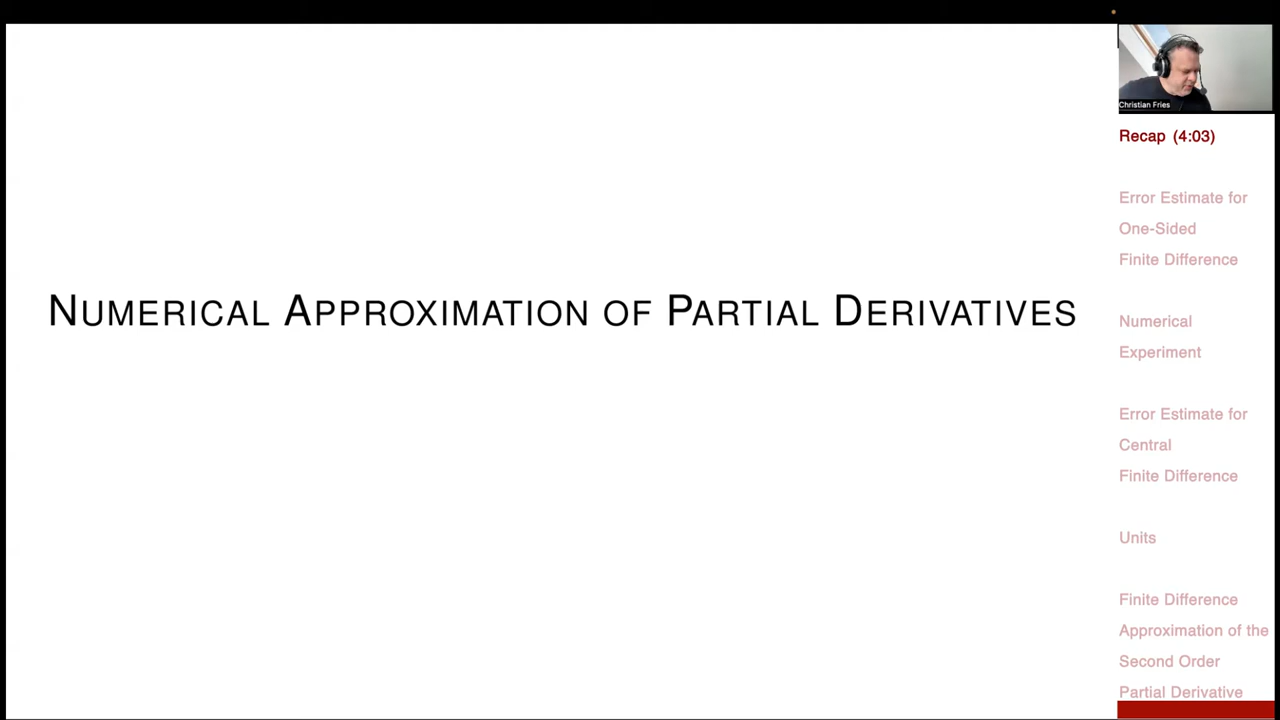 NUMERICAL APPROXIMATION OF PARTIAL DERIVATIVES
Christian Fries
Recap (4:03)
Error Estimate for
One-Sided
Finite Difference
Numerical
Experiment
Error Estimate for
Central
Finite Difference
Units
Finite Difference
Approximation of the
Second Order
Partial Derivative